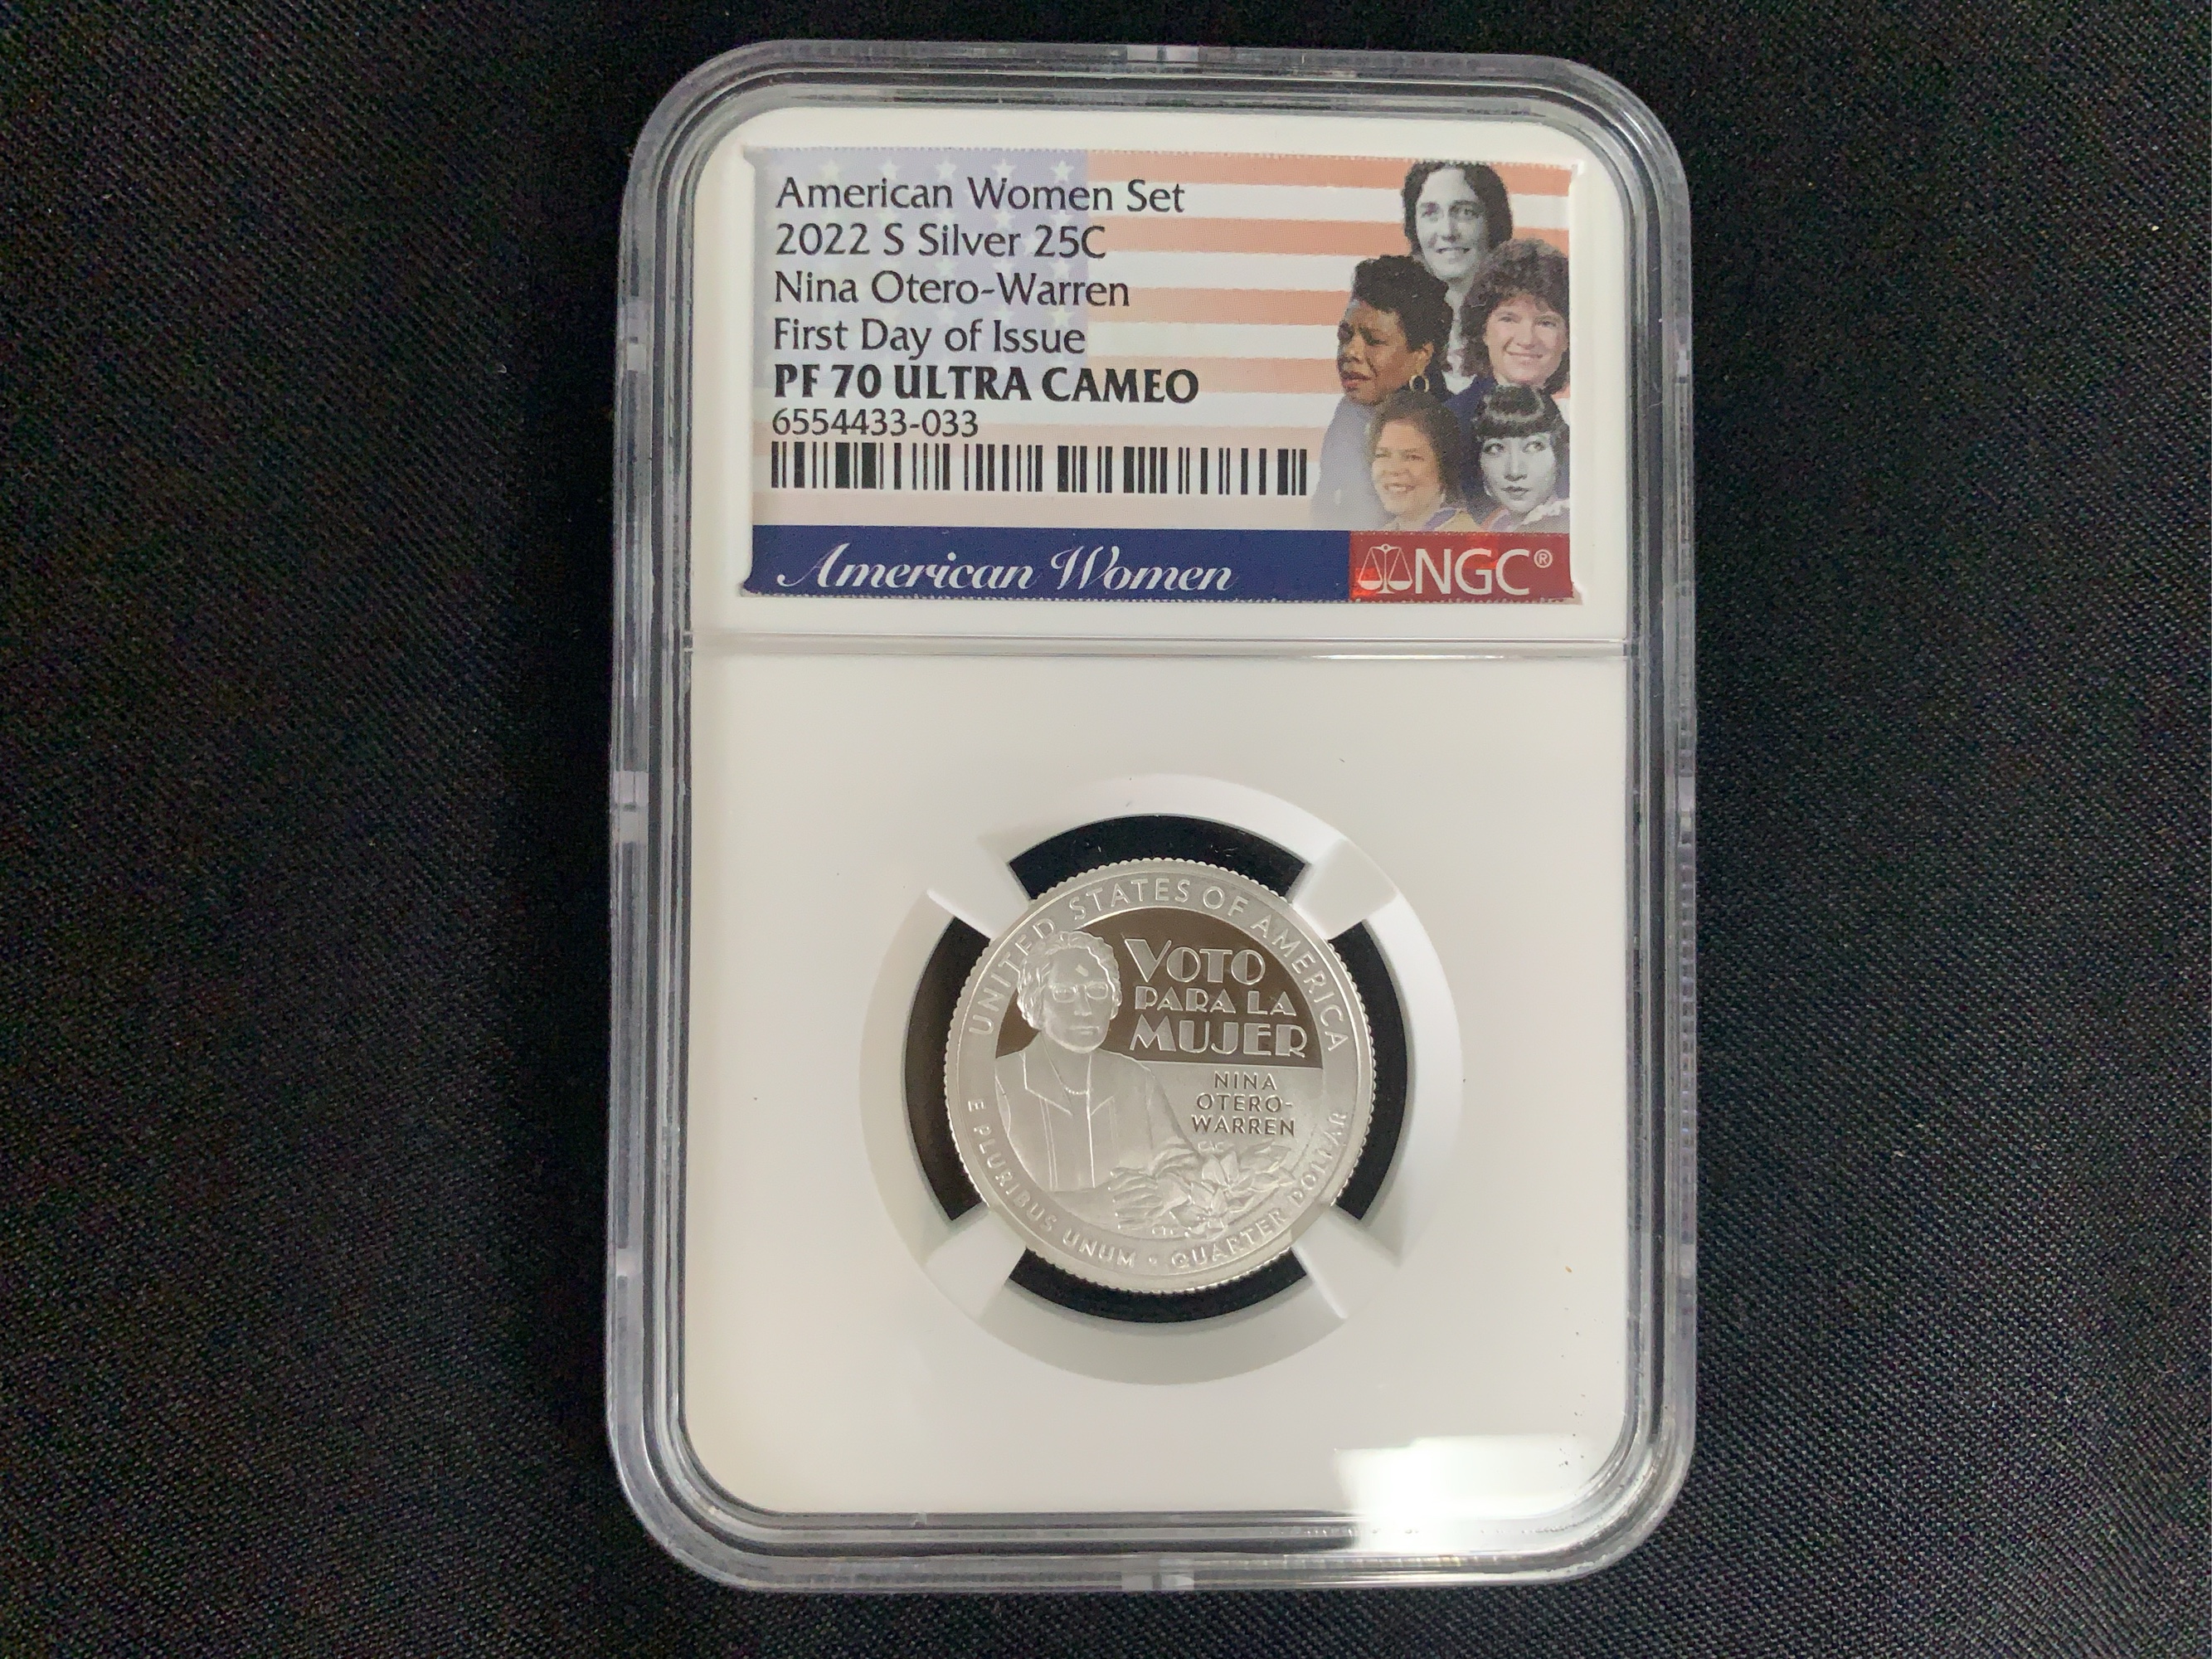 American Women Set
2022 S Silver 25C
Nina Otero-Warren
First Day of Issue
PF 70 ULTRA CAMEO
6554433-033
American Women
NGC®
UNITED STATES OF AMERICA
VOTO
PARA LA
MUJER
NINA
OTERO-
WARREN
E PLURIBUS UNUM • QUARTER DOLLAR